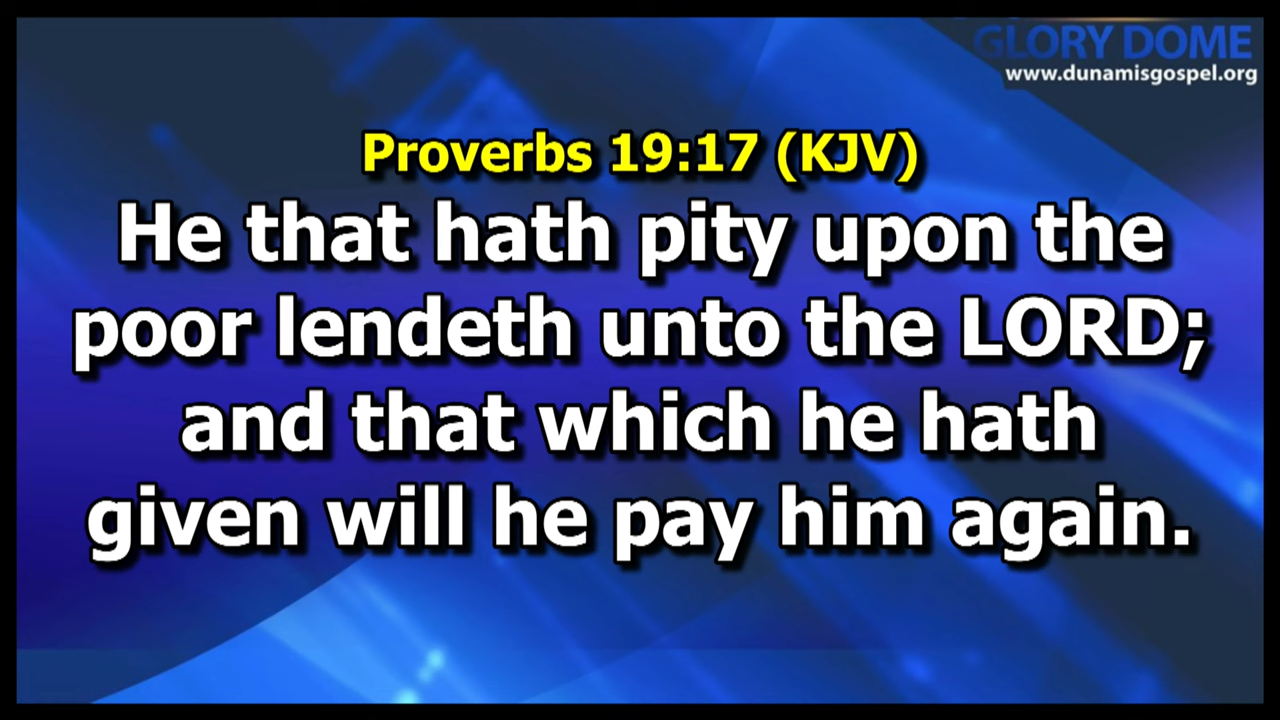 GLORY DOME
www.dunamisgospel.org
Proverbs 19:17 (KJV)
He that hath pity upon the
poor lendeth unto the LORD;
and that which he hath
given will he pay him again.